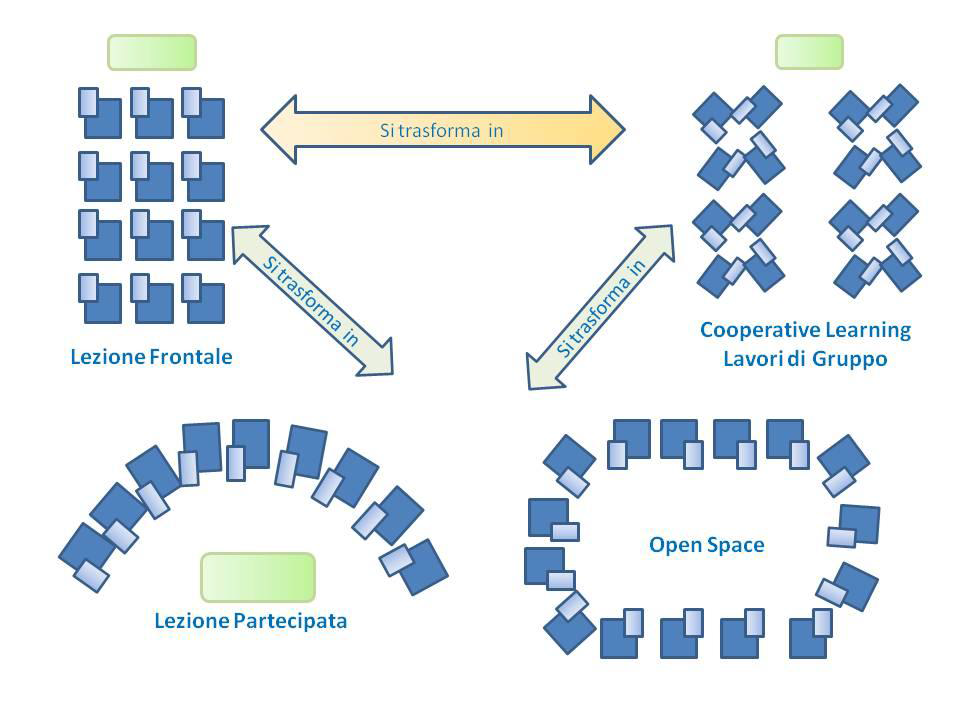 Si trasforma in
Si trasforma in
Si trasforma in
Cooperative Learning
Lavori di Gruppo
Lezione Frontale
Open Space
Lezione Partecipata